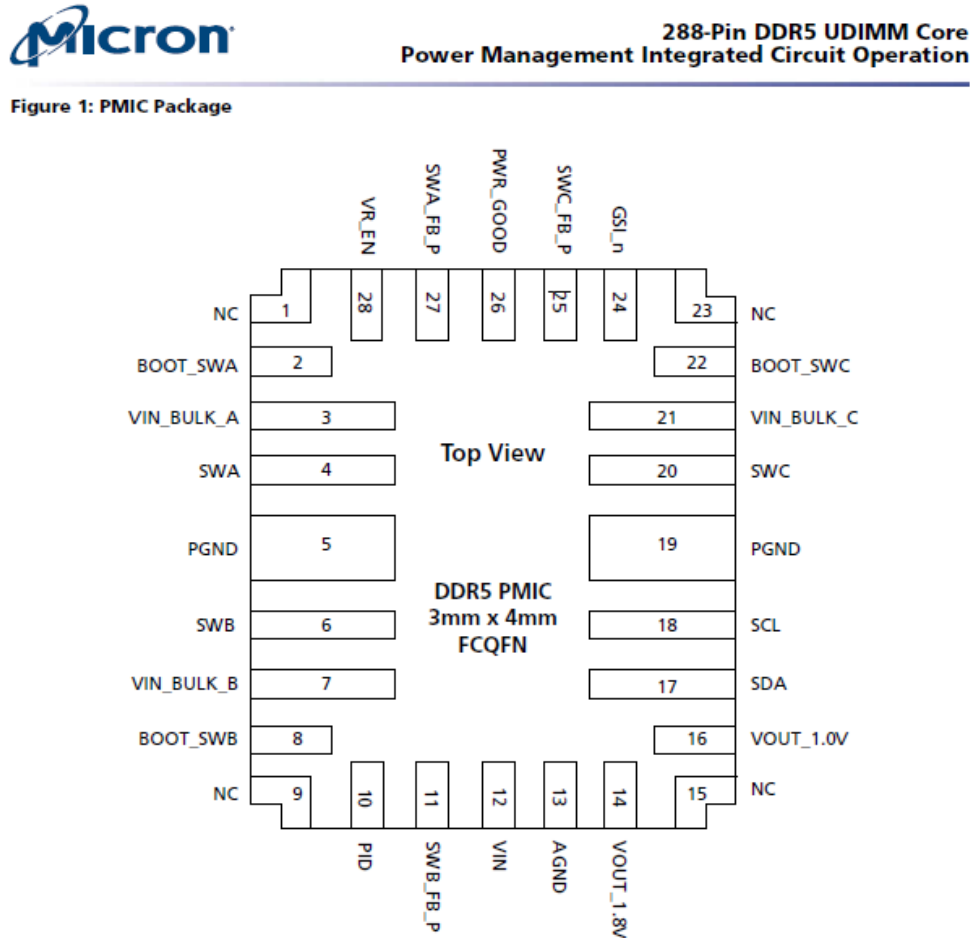 Micron
288-Pin DDR5 UDIMM Core
Power Management Integrated Circuit Operation
Figure 1: PMIC Package
VR_EN
SWA_FB_P
PWR_GOOD
SWC_FB_P
GSI_n
28
27
26
25
24
NC 1
23 NC
BOOT_SWA 2
22 BOOT_SWC
VIN_BULK_A 3
21 VIN_BULK_C
Top View
SWA 4
20 SWC
PGND 5
19 PGND
DDR5 PMIC
3mm x 4mm
FCQFN
SWB 6
18 SCL
VIN_BULK_B 7
17 SDA
BOOT_SWB 8
16 VOUT_1.0V
NC 9
15 NC
10
11
12
13
14
PID
SWB_FB_P
VIN
AGND
VOUT_1.8V